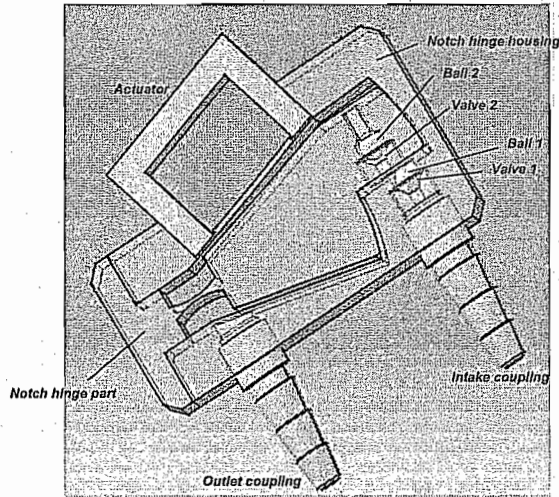 Notch hinge housing
Ball 2
Actuator
Valve 2
Ball 1
Valve 1
Intake coupling
Notch hinge part
Outlet coupling